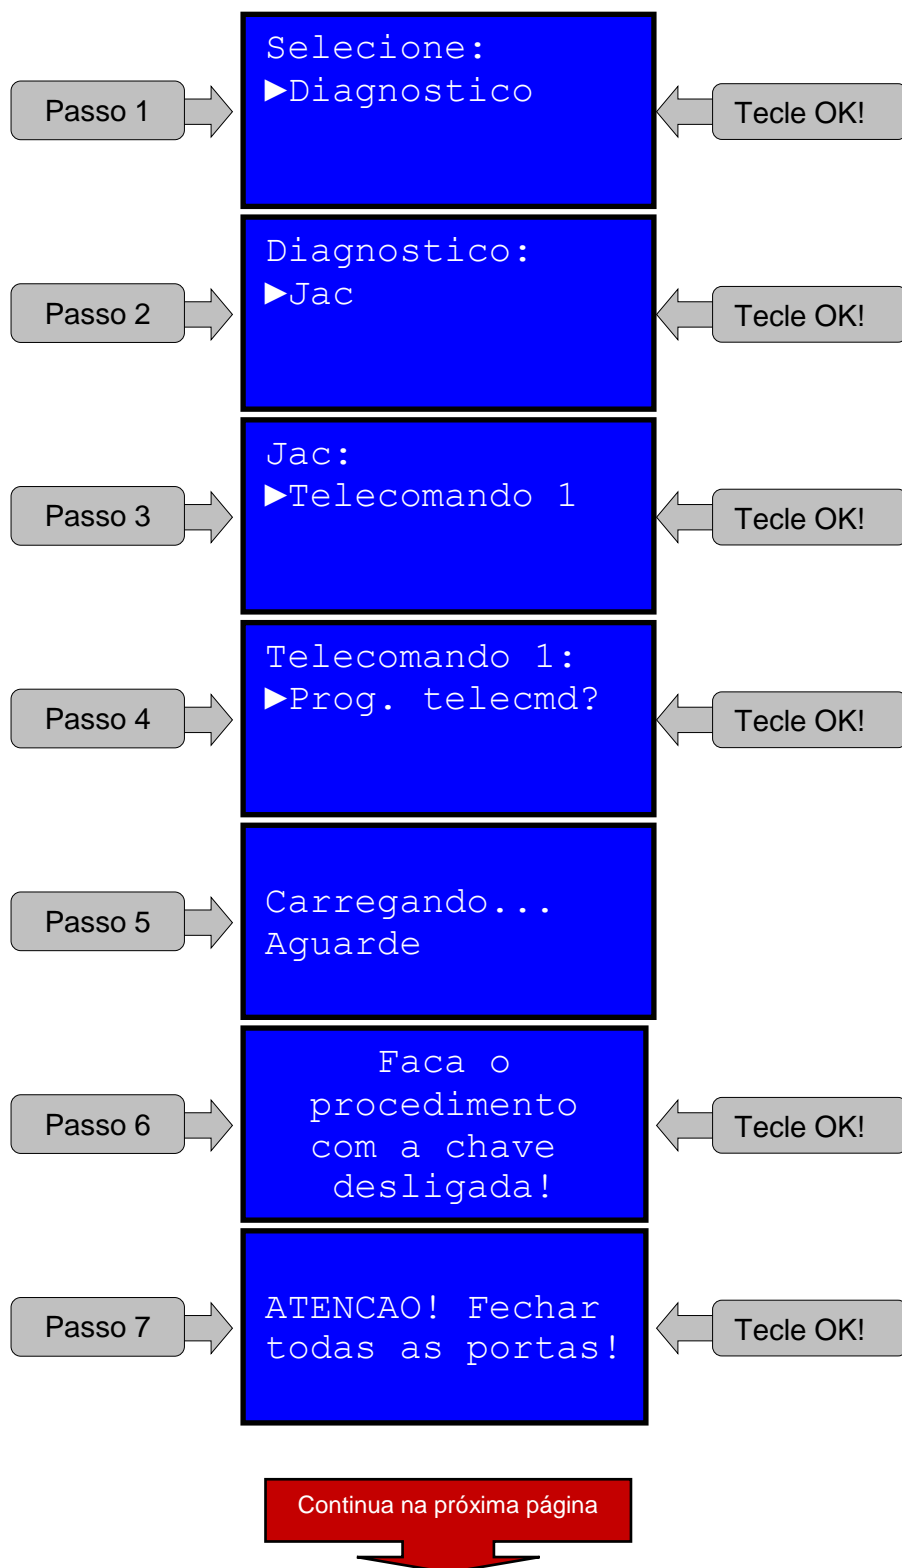 Selecione:
►Diagnostico
Passo 1
Tecle OK!
Diagnostico:
►Jac
Passo 2
Tecle OK!
Jac:
►Telecomando 1
Passo 3
Tecle OK!
Telecomando 1:
►Prog. telecmd?
Passo 4
Tecle OK!
Carregando...
Aguarde
Passo 5
Faca o
procedimento
com a chave
desligada!
Passo 6
Tecle OK!
ATENCAO! Fechar
todas as portas!
Passo 7
Tecle OK!
Continua na próxima página